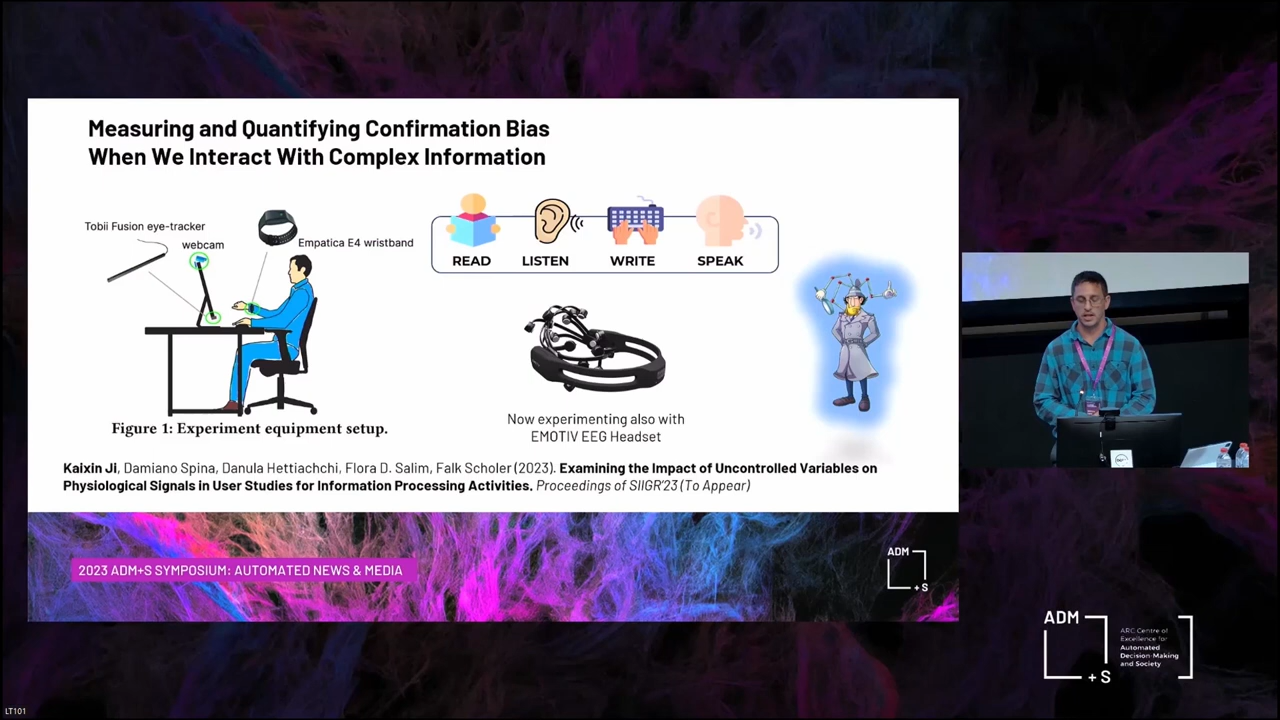 Measuring and Quantifying Confirmation Bias
When We Interact With Complex Information
Tobii Fusion eye-tracker
webcam
Empatica E4 wristband
READ
LISTEN
WRITE
SPEAK
Figure 1: Experiment equipment setup.
Now experimenting also with
EMOTIV EEG Headset
Kaixin Ji, Damiano Spina, Danula Hettiachchi, Flora D. Salim, Falk Scholer (2023). Examining the Impact of Uncontrolled Variables on
Physiological Signals in User Studies for Information Processing Activities. Proceedings of SIIGR'23 (To Appear)
2023 ADM+S SYMPOSIUM: AUTOMATED NEWS & MEDIA
ADM
+ S
ADM
+ S
ARC Centre of
Excellence for
Automated
Decision-Making
and Society
LT101